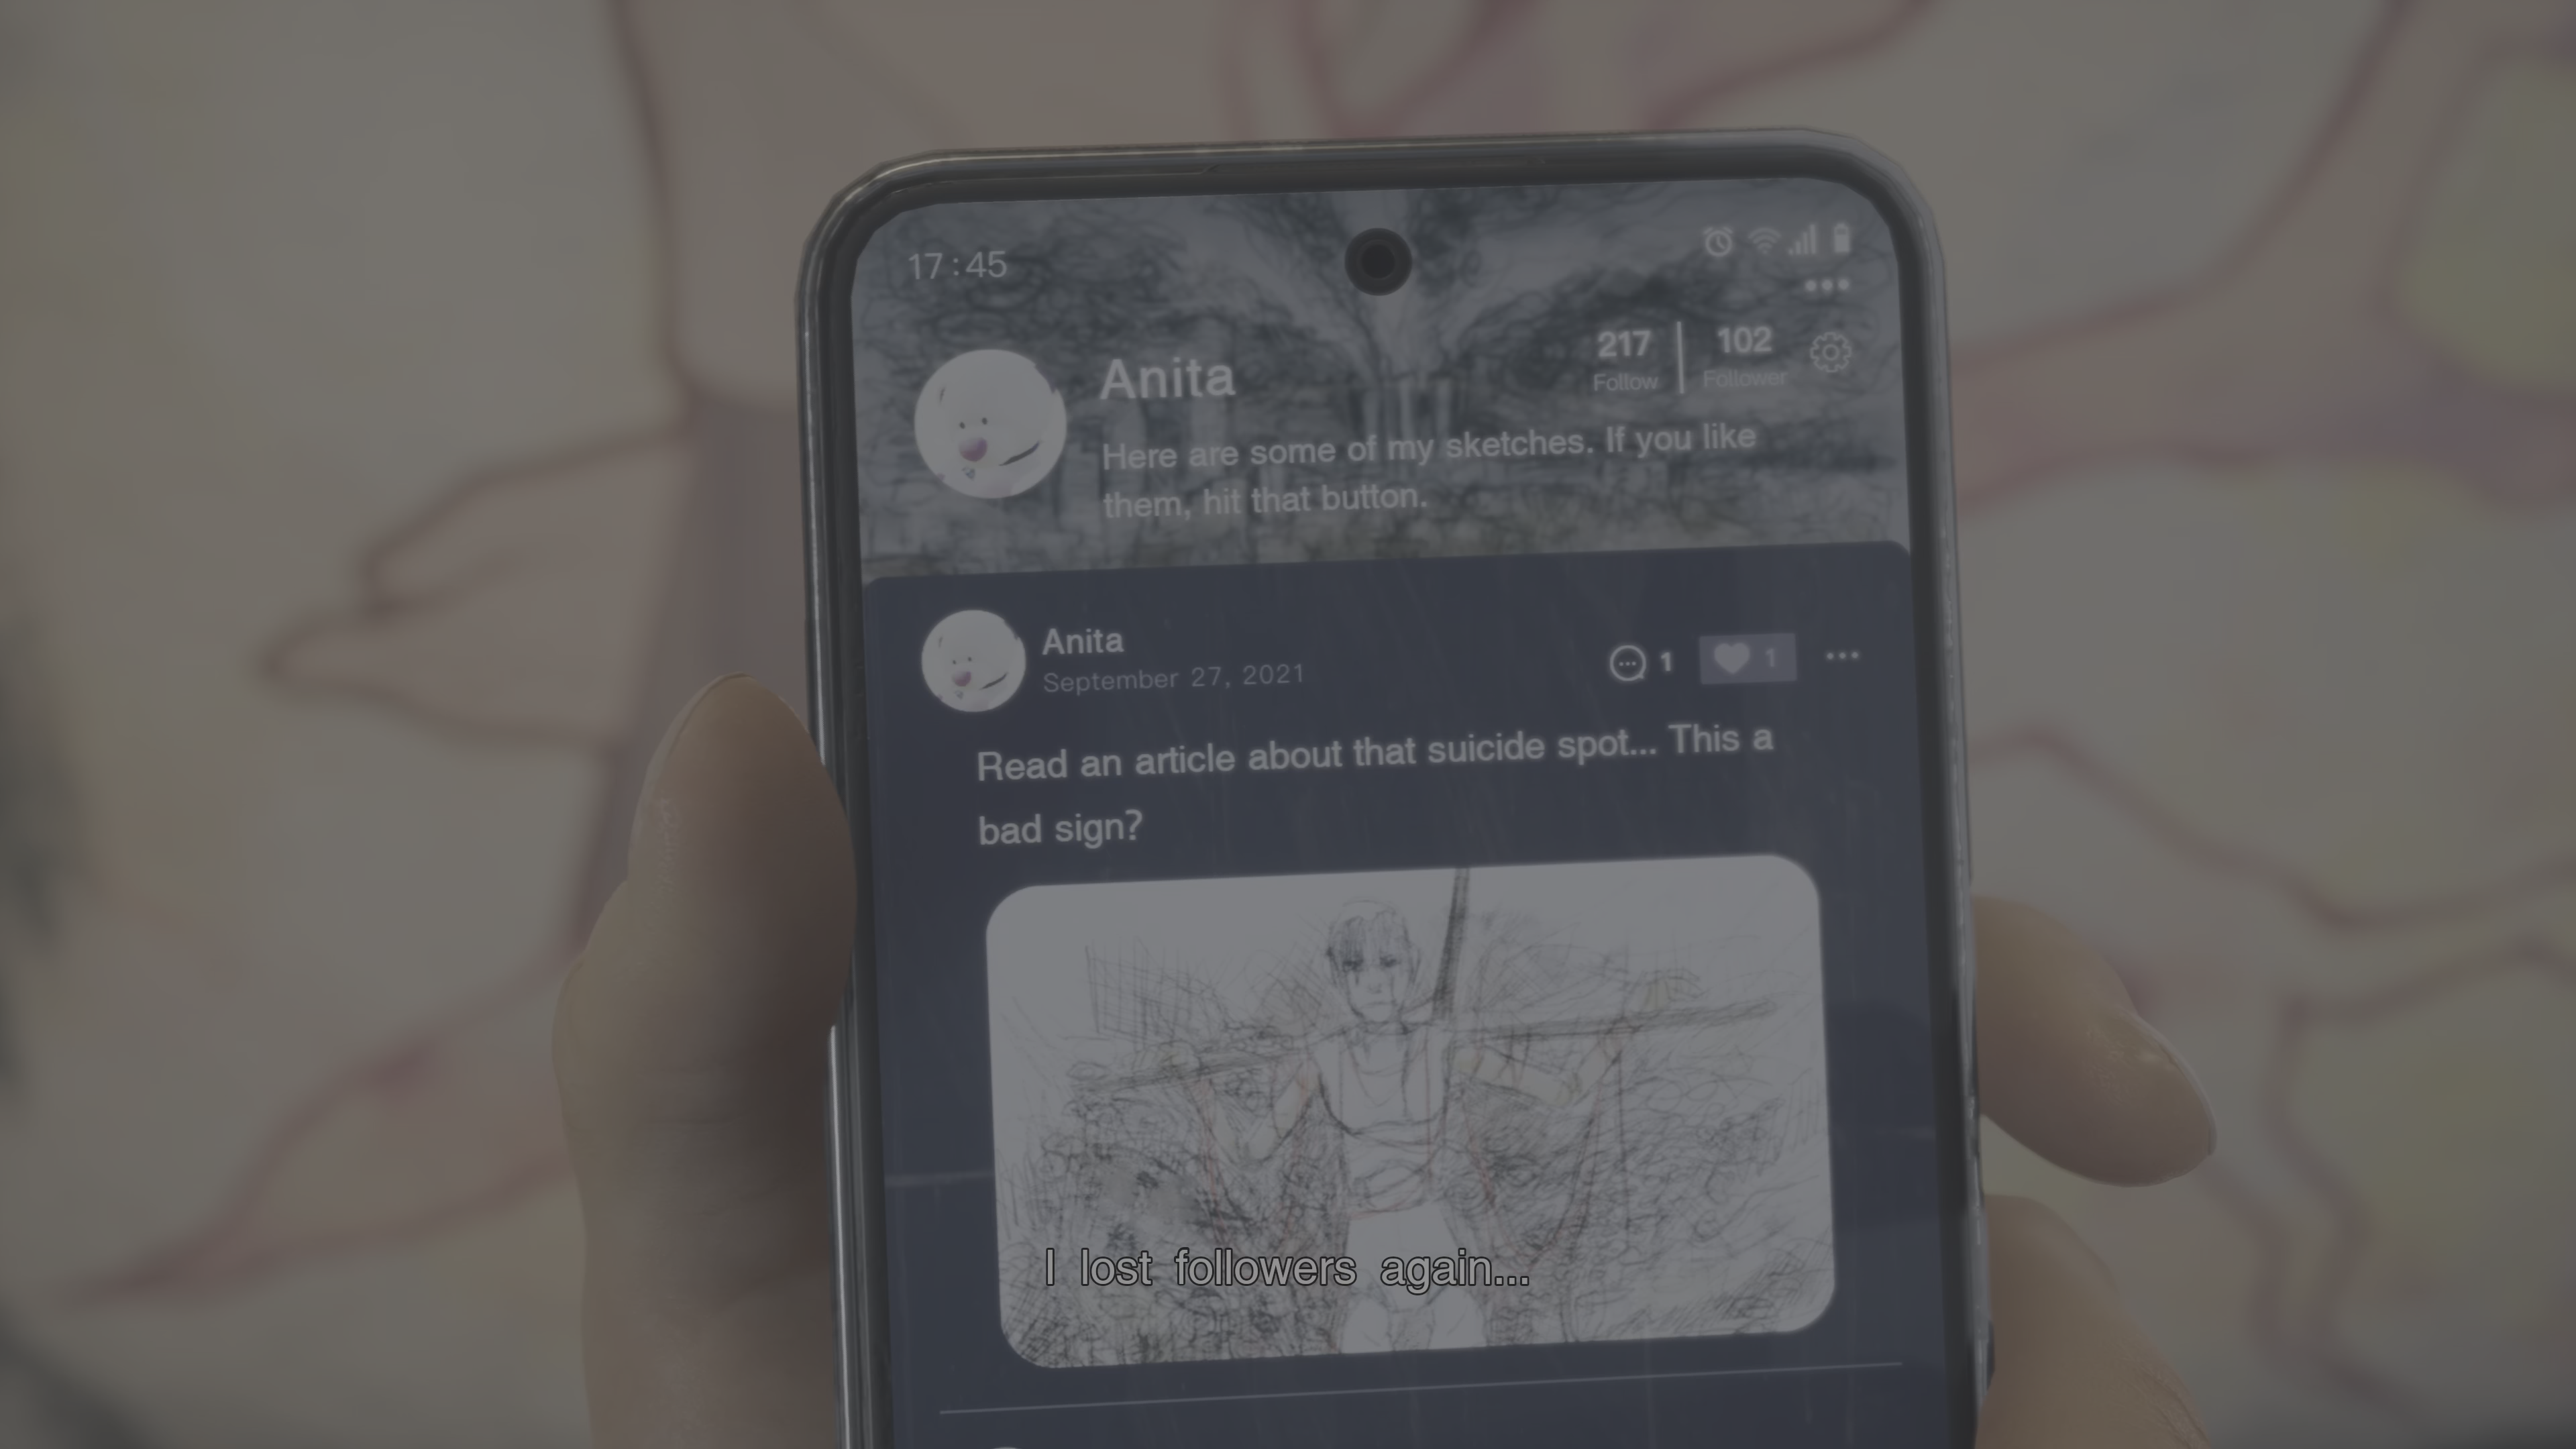 17:45
217
102
Follow
Follower
Anita
Here are some of my sketches. If you like
them, hit that button.
Anita
September 27, 2021
1
1
Read an article about that suicide spot... This a
bad sign?
I lost followers again...